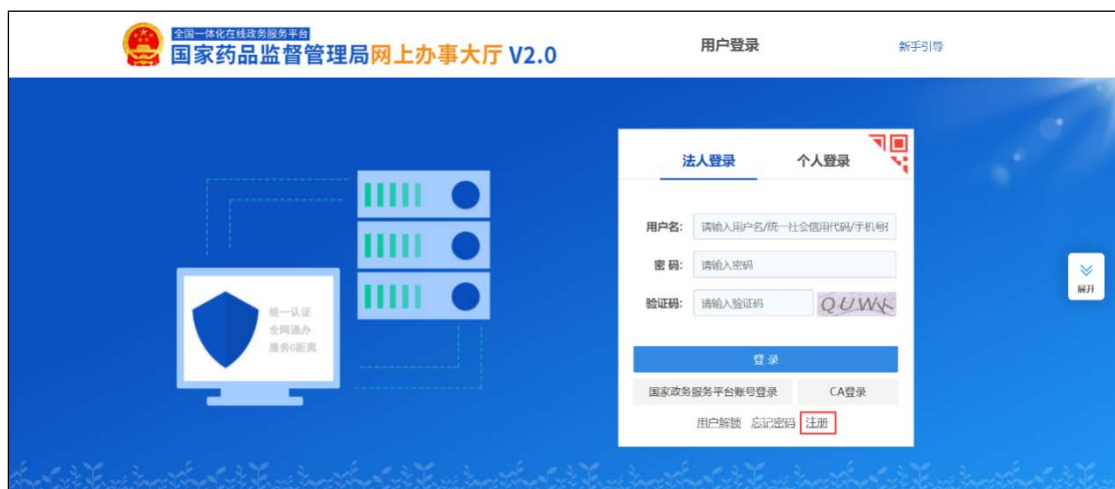 全国一体化在线政务服务平台
国家药品监督管理局网上办事大厅 V2.0
用户登录
新手引导
法人登录 个人登录
用户名: 请输入用户名/统一社会信用代码/手机号
密 码: 请输入密码
验证码: 请输入验证码
统一认证
全网通办
服务0距离
登 录
国家政务服务平台账号登录 CA登录
用户解锁 忘记密码 注册
展开